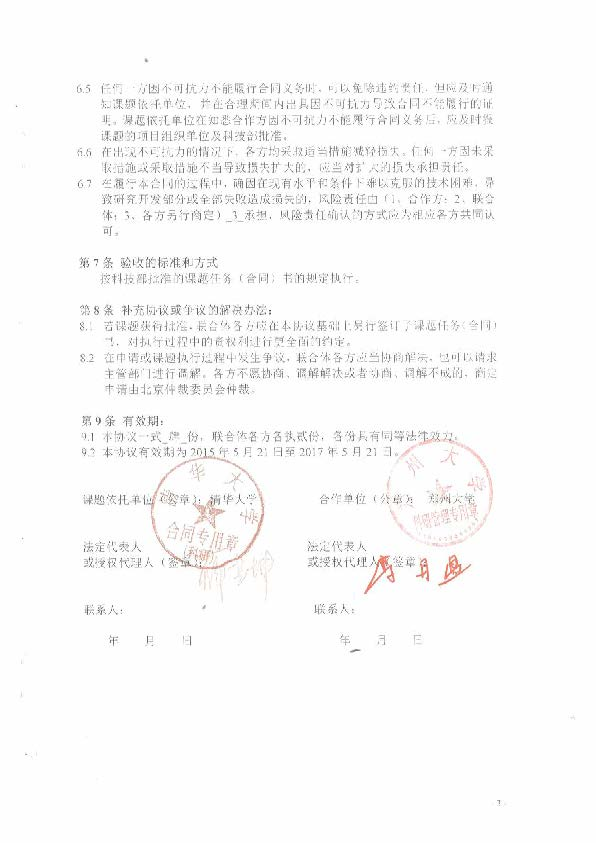 6.5 任何一方因不可抗力不能履行合同义务时，可以免除违约责任，但应及时通
知课题依托单位，并在合理期间内出具因不可抗力导致合同不能履行的证
明。课题依托单位在知悉合作方因不可抗力不能履行合同义务后，应及时报
课题的项目组织单位及科技部批准。
6.6 在出现不可抗力的情况下，各方均采取适当措施减轻损失。任何一方因未采
取措施或采取措施不当导致损失扩大的，应当对扩大的损失承担责任。
6.7 在履行本合同的过程中，确因在现有水平和条件下难以克服的技术困难，导
致研究开发部分或全部失败造成损失的，风险责任由（1、合作方；2、联合
体；3、各方另行商定）_3_承担，风险责任确认的方式应为相应各方共同认
可。
第 7 条 验收的标准和方式
按科技部批准的课题任务（合同）书的规定执行。
第 8 条 补充协议或争议的解决办法：
8.1 若课题获得批准，联合体各方应在本协议基础上另行签订子课题任务(合同)
书，对执行过程中的责权利进行更全面的约定。
8.2 在申请或课题执行过程中发生争议，联合体各方应当协商解决，也可以请求
主管部门进行调解。各方不愿协商、调解解决或者协商、调解不成的，商定
申请由北京仲裁委员会仲裁。
第 9 条 有效期：
9.1 本协议一式_肆_份，联合体各方各执贰份，各份具有同等法律效力。
9.2 本协议有效期为 2015 年 5 月 21 日至 2017 年 5 月 21 日。
课题依托单位（公章）：清华大学 合作单位（公章）：郑州大学
清华大学
合同专用章
(科研)
州大学
科研管理专用章
法定代表人 法定代表人
或授权代理人（签章）： 或授权代理人（签章）
联系人： 联系人：
年 月 日 年 月 日